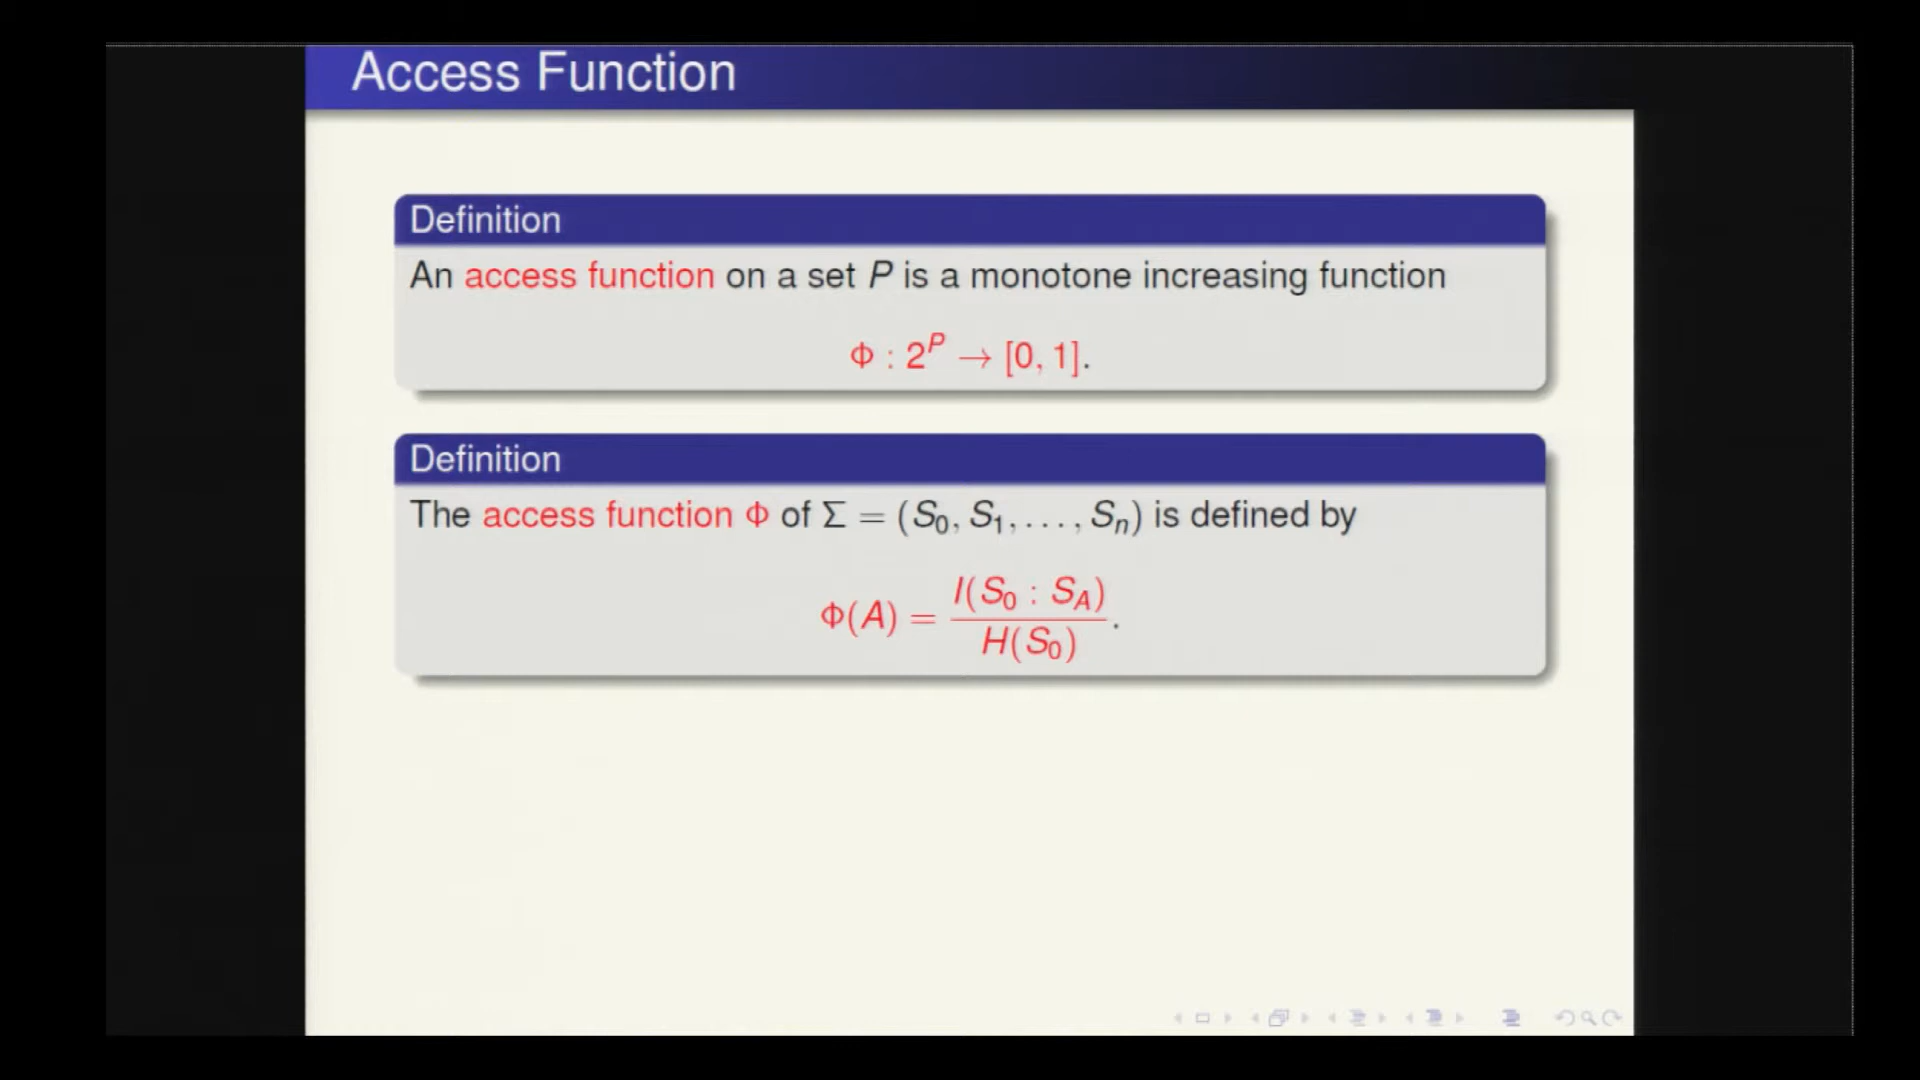 Access Function
Definition
An access function on a set P is a monotone increasing function
Φ : 2^P → [0, 1].
Definition
The access function Φ of Σ = (S₀, S₁, . . . , Sₙ) is defined by
Φ(A) = I(S₀ : S_A) / H(S₀) .